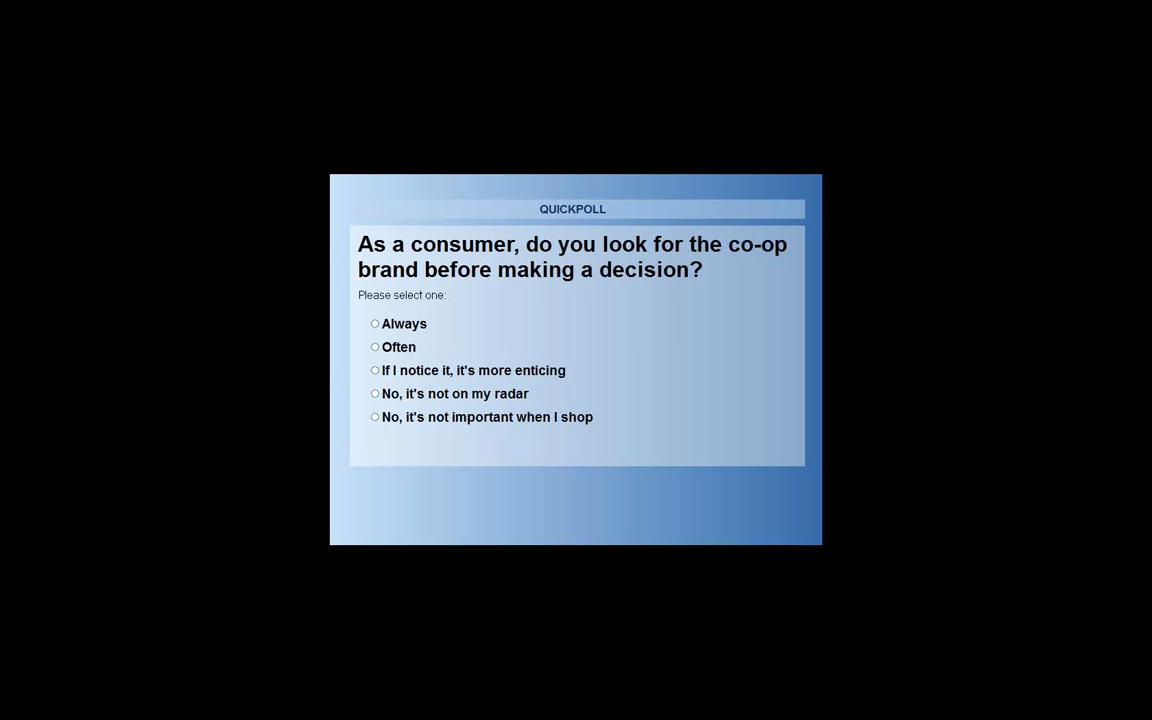 QUICKPOLL
As a consumer, do you look for the co-op
brand before making a decision?
Please select one:
Always
Often
If I notice it, it's more enticing
No, it's not on my radar
No, it's not important when I shop